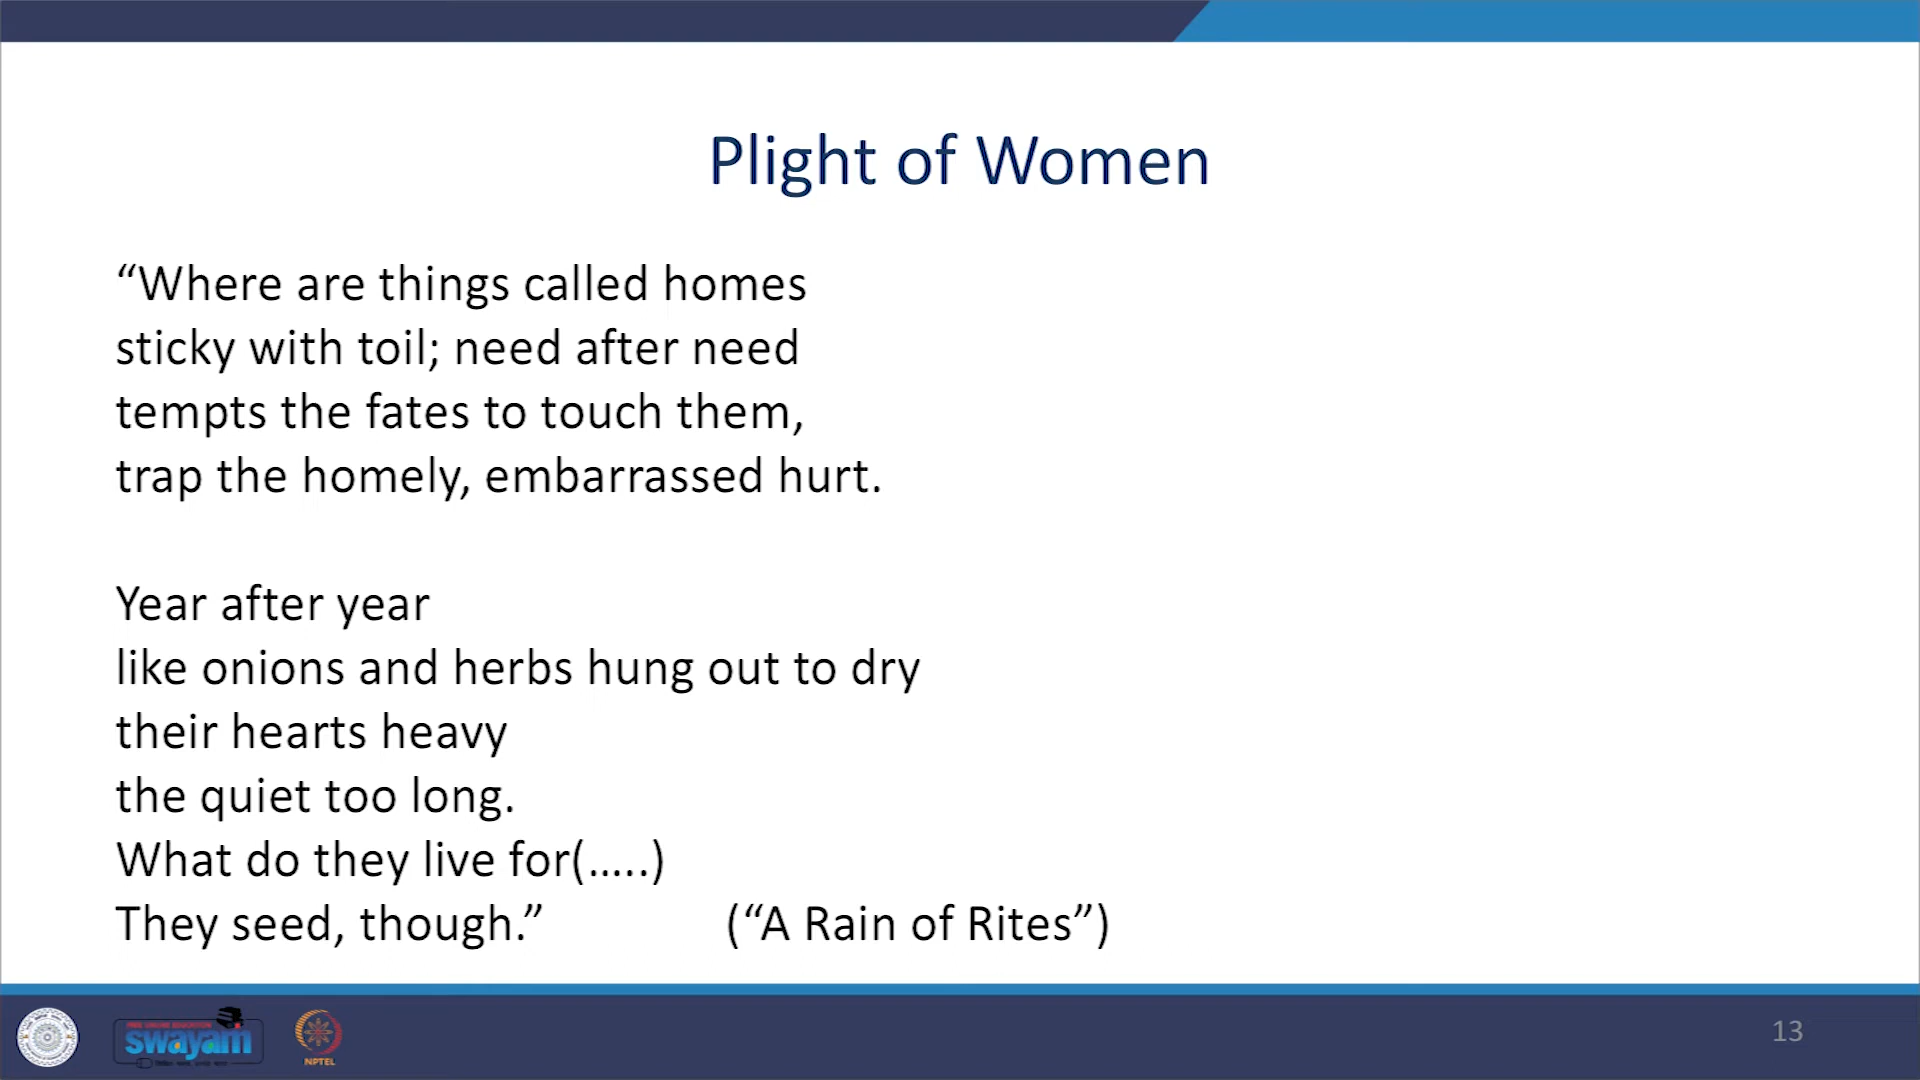 Plight of Women
“Where are things called homes
sticky with toil; need after need
tempts the fates to touch them,
trap the homely, embarrassed hurt.
Year after year
like onions and herbs hung out to dry
their hearts heavy
the quiet too long.
What do they live for(…..)
They seed, though.” (“A Rain of Rites”)
swayam
NPTEL
13